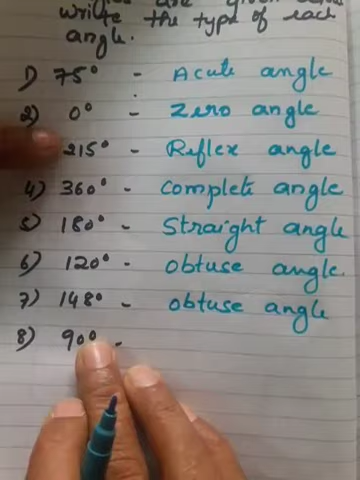 write the type of each
angle.
1) 75° - Acute angle
2) 0° - Zero angle
215° - Reflex angle
4) 360° - Complete angle
5) 180° - Straight angle
6) 120° - obtuse angle.
7) 148° - obtuse angle
8) 90° -